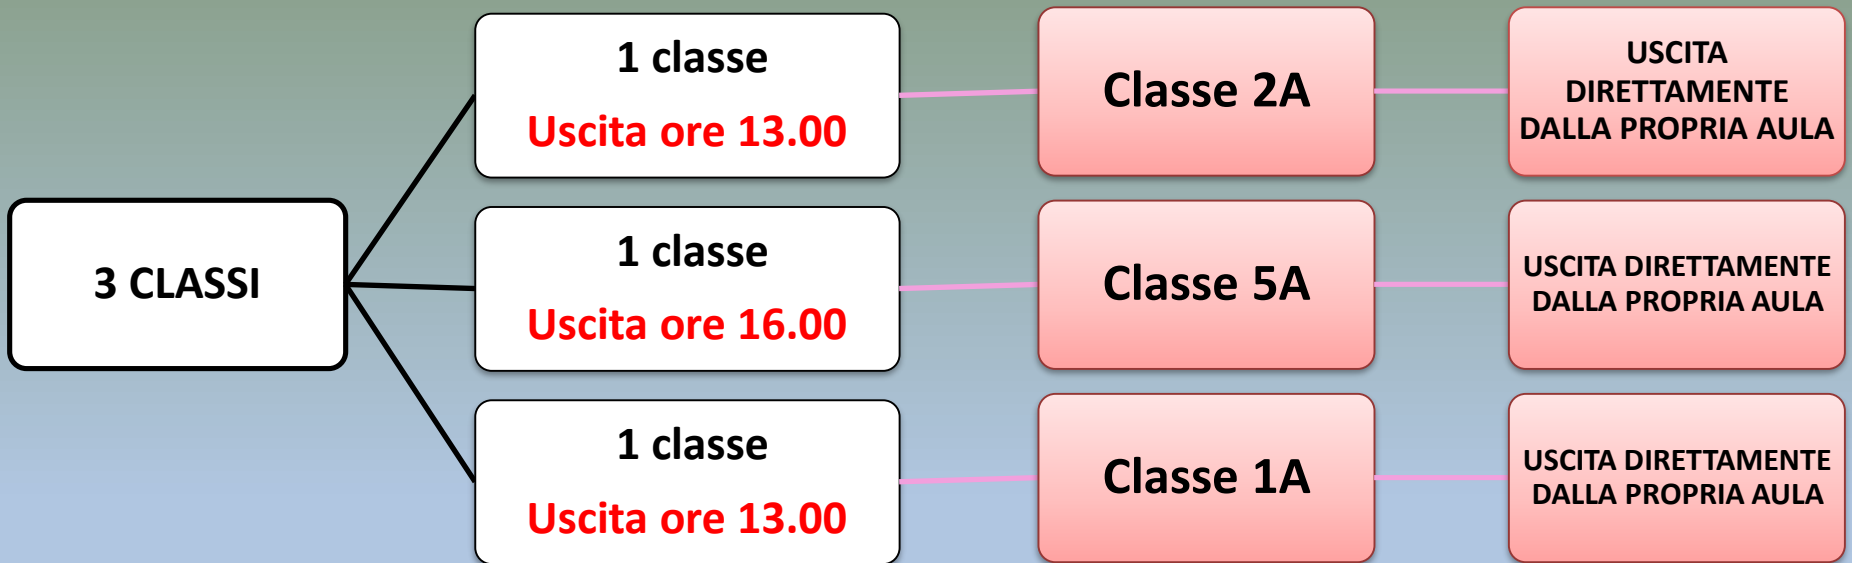 3 CLASSI
1 classe
Uscita ore 13.00
Classe 2A
USCITA
DIRETTAMENTE
DALLA PROPRIA AULA
1 classe
Uscita ore 16.00
Classe 5A
USCITA DIRETTAMENTE
DALLA PROPRIA AULA
1 classe
Uscita ore 13.00
Classe 1A
USCITA DIRETTAMENTE
DALLA PROPRIA AULA